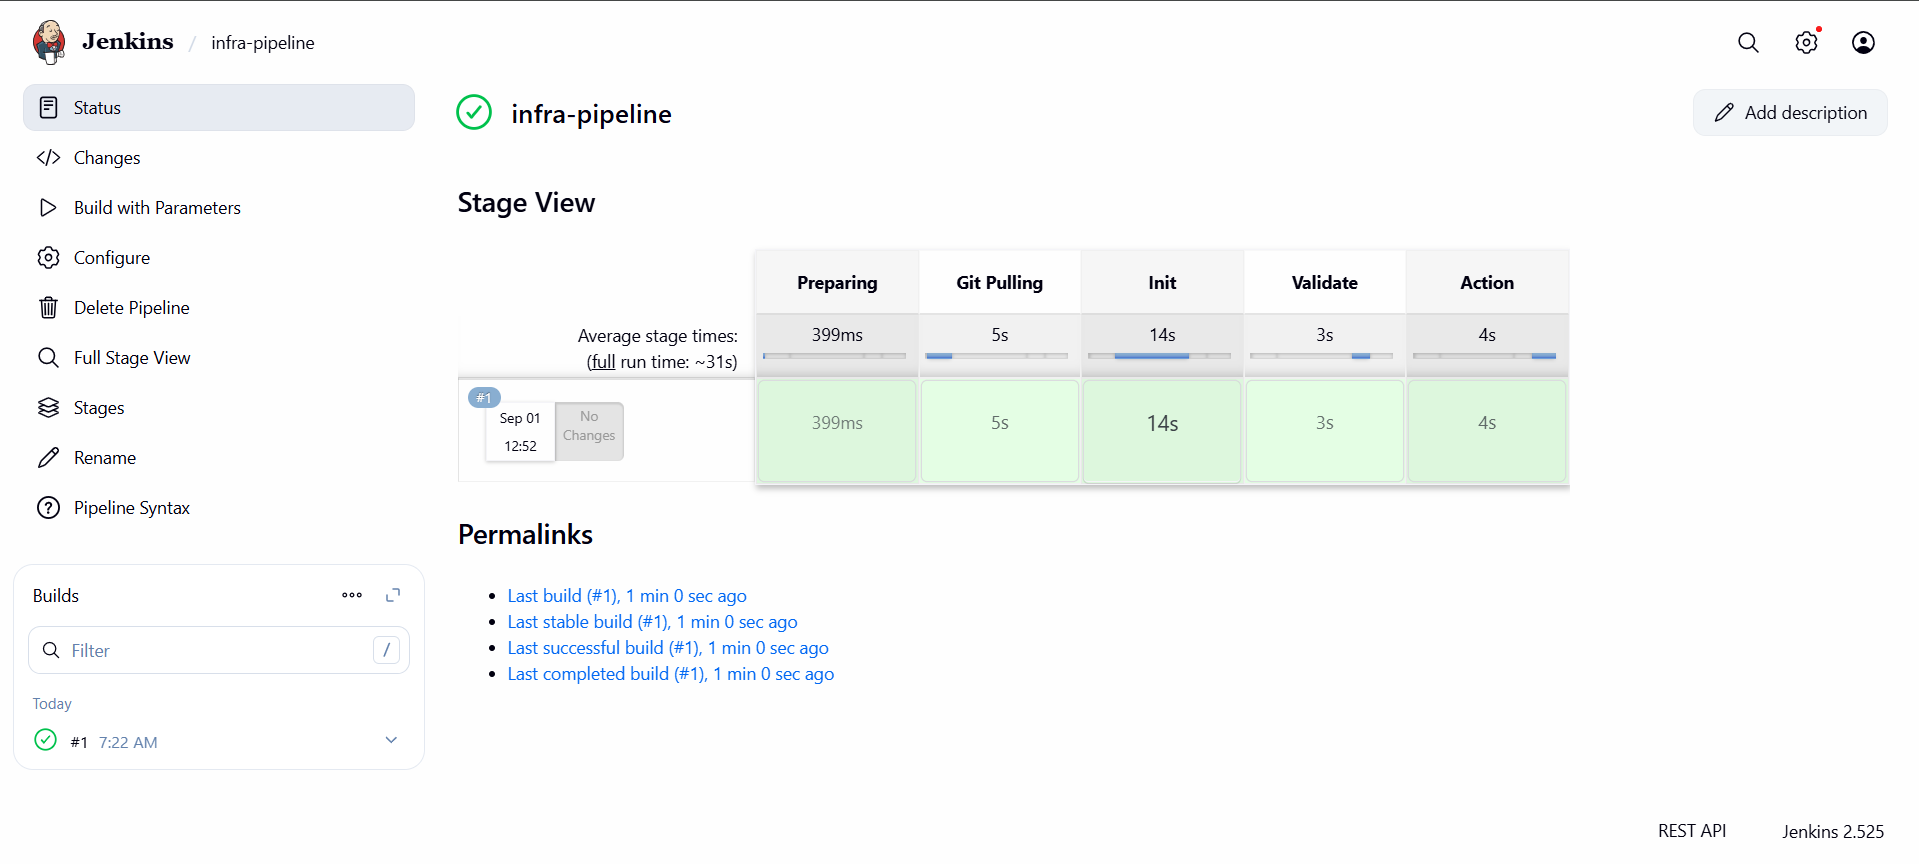 Jenkins / infra-pipeline
Status
Changes
Build with Parameters
Configure
Delete Pipeline
Full Stage View
Stages
Rename
Pipeline Syntax
Builds
Filter /
Today
#1 7:22 AM
infra-pipeline
Add description
Stage View
Preparing Git Pulling Init Validate Action
Average stage times: 399ms 5s 14s 3s 4s
(full run time: ~31s)
#1
Sep 01 No
12:52 Changes
399ms 5s 14s 3s 4s
Permalinks
Last build (#1), 1 min 0 sec ago
Last stable build (#1), 1 min 0 sec ago
Last successful build (#1), 1 min 0 sec ago
Last completed build (#1), 1 min 0 sec ago
REST API Jenkins 2.525